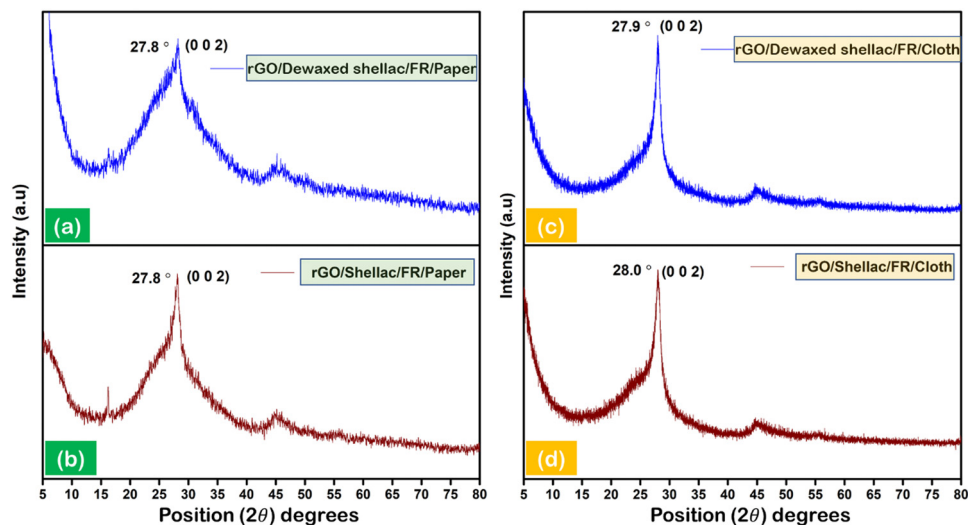 Intensity (a.u)
27.8 ° (0 0 2)
rGO/Dewaxed shellac/FR/Paper
(a)
27.8 ° (0 0 2)
rGO/Shellac/FR/Paper
(b)
5 10 15 20 25 30 35 40 45 50 55 60 65 70 75 80
Position (2θ) degrees
Intensity (a.u)
27.9 ° (0 0 2)
rGO/Dewaxed shellac/FR/Cloth
(c)
28.0 ° (0 0 2)
rGO/Shellac/FR/Cloth
(d)
5 10 15 20 25 30 35 40 45 50 55 60 65 70 75 80
Position (2θ) degrees